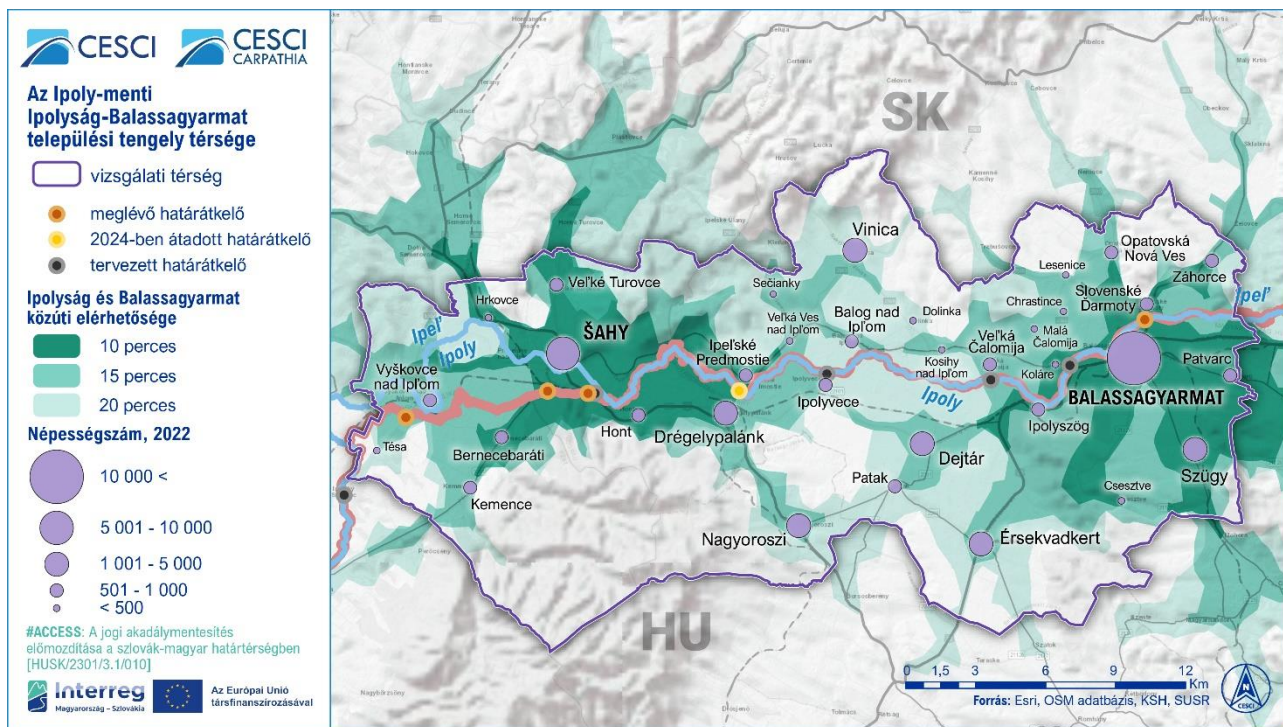 CESCI
CESCI
CARPATHIA
Az Ipoly-menti
Ipolyság-Balassagyarmat
települési tengely térsége
vizsgálati térség
meglévő határátkelő
2024-ben átadott határátkelő
tervezett határátkelő
Ipolyság és Balassagyarmat
közúti elérhetősége
10 perces
15 perces
20 perces
Népességszám, 2022
10 000 <
5 001 - 10 000
1 001 - 5 000
501 - 1 000
< 500
#ACCESS: A jogi akadálymentesítés
előmozdítása a szlovák-magyar határtérségben
[HUSK/2301/3.1/010]
Interreg
Magyarország – Szlovákia
Az Európai Unió
társfinanszírozásával
SK
Vinica
Opatovská
Nová Ves
Lesenice
Záhorce
Sečianky
Veľké Turovce
Hrkovce
Chrastince
Slovenské
Ďarmoty
Ipeľ
Dolinka
Veľká Ves
nad Ipľom
Balog nad
Ipľom
Malá
Čalomija
Ipeľ
Ipoly
ŠAHY
Ipeľské
Predmostie
Kosihy
nad Ipľom
Veľká
Čalomija
Koláre
Patvarc
Vyškovce
nad Ipľom
Ipoly
BALASSAGYARMAT
Ipolyvece
Hont
Drégelypalánk
Ipolyszög
Tésa
Bernecebaráti
Dejtár
Szügy
Kemence
Patak
Csesztve
Nagyoroszi
Érsekvadkert
HU
0 1,5 3 6 9 12
Km
Forrás: Esri, OSM adatbázis, KSH, SUSR
N
CESCI